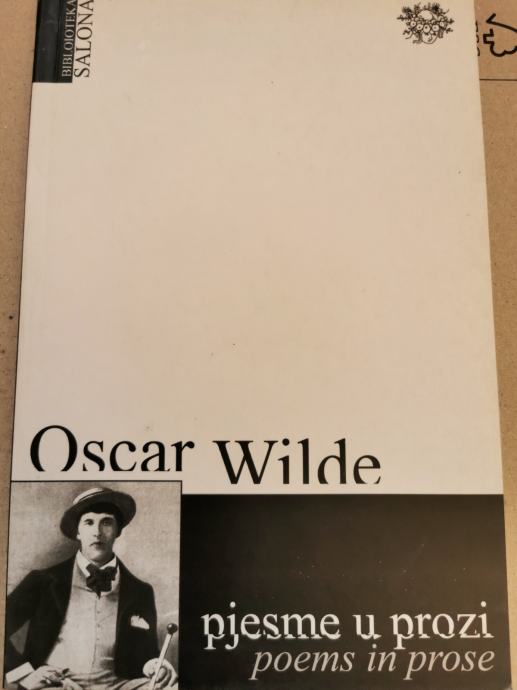 BIBLIOTEKA
SALONA
Oscar Wilde
pjesme u prozi
poems in prose